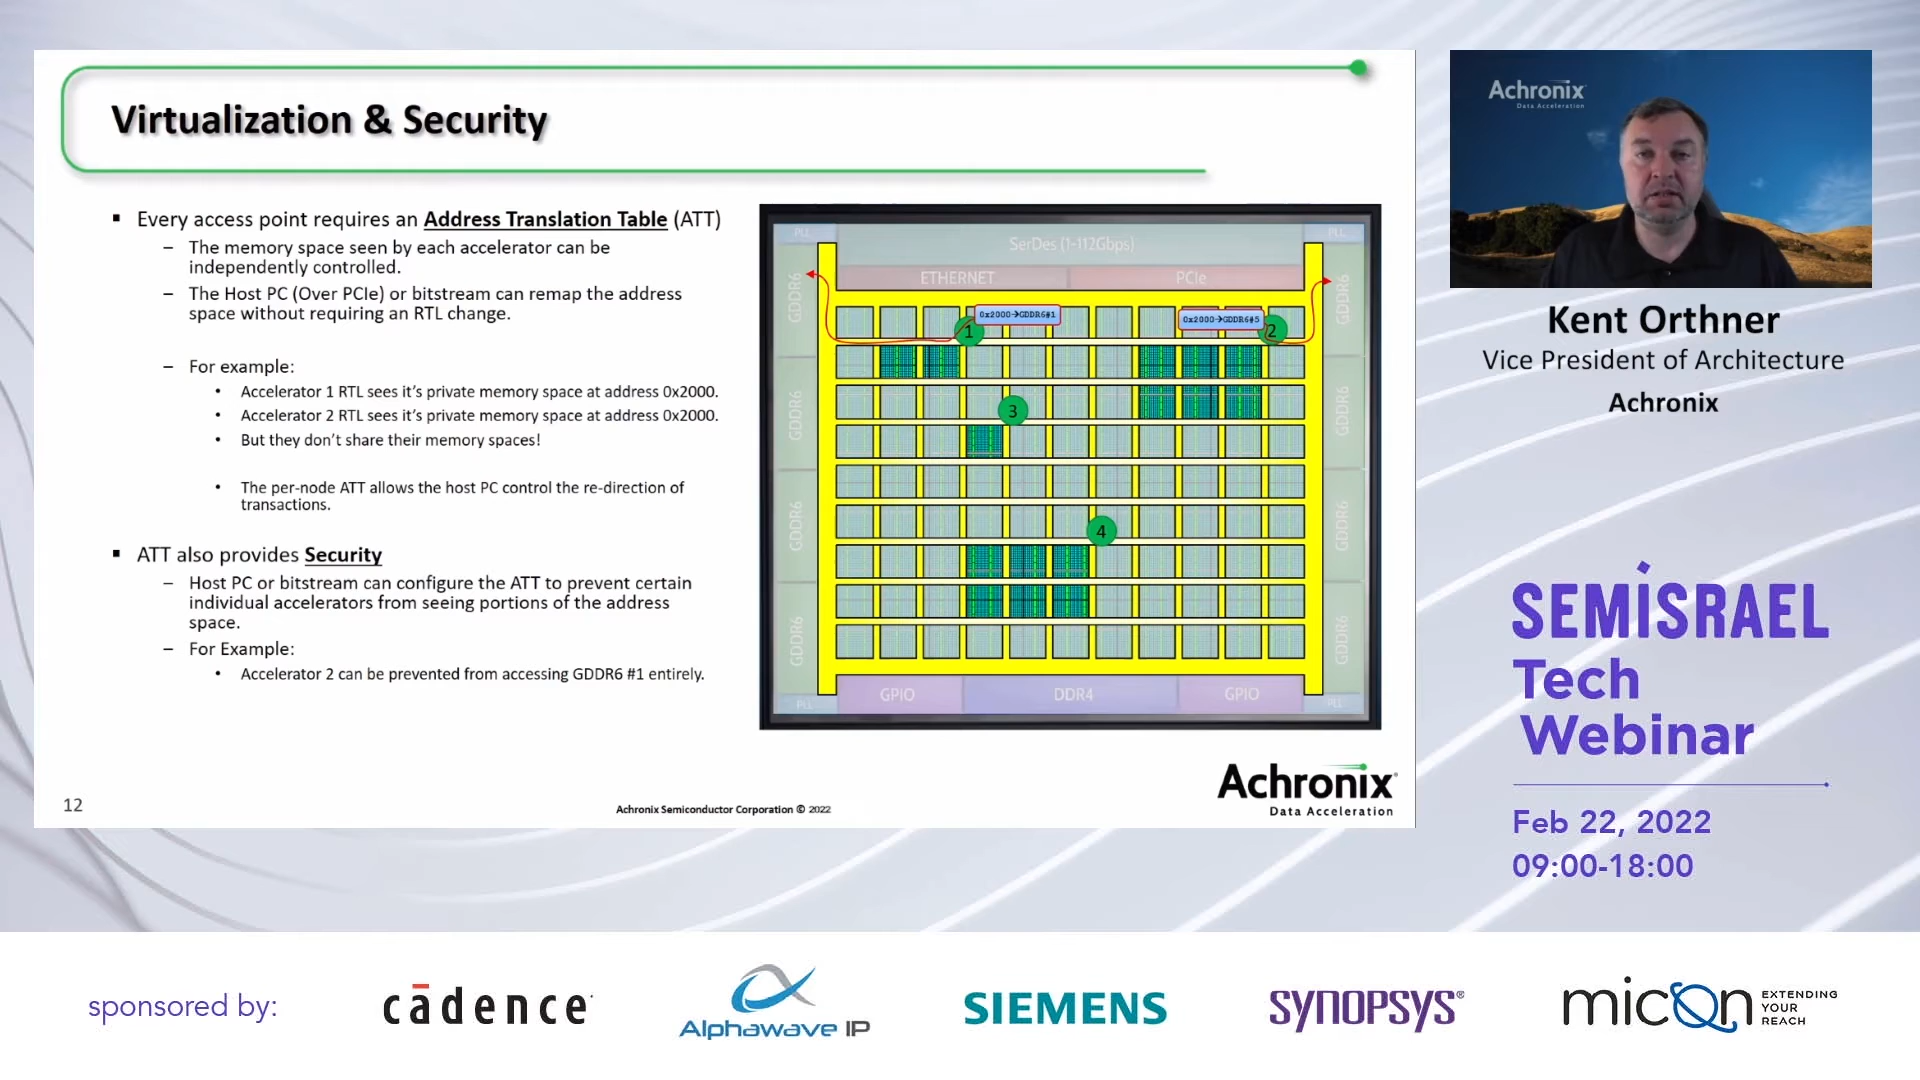 Virtualization & Security
▪ Every access point requires an Address Translation Table (ATT)
– The memory space seen by each accelerator can be
independently controlled.
– The Host PC (Over PCIe) or bitstream can remap the address
space without requiring an RTL change.
– For example:
• Accelerator 1 RTL sees it's private memory space at address 0x2000.
• Accelerator 2 RTL sees it's private memory space at address 0x2000.
• But they don't share their memory spaces!
• The per-node ATT allows the host PC control the re-direction of
transactions.
▪ ATT also provides Security
– Host PC or bitstream can configure the ATT to prevent certain
individual accelerators from seeing portions of the address
space.
– For Example:
• Accelerator 2 can be prevented from accessing GDDR6 #1 entirely.
PLL
SerDes (1-112Gbps)
PLL
ETHERNET
PCIe
GDDR6
GDDR6
GDDR6
GDDR6
GDDR6
GDDR6
GDDR6
GDDR6
0x2000→GDDR6#1
0x2000→GDDR6#5
1
2
3
4
PLL
GPIO
DDR4
GPIO
PLL
12
Achronix Semiconductor Corporation © 2022
Achronix
Data Acceleration
Achronix
Data Acceleration
Kent Orthner
Vice President of Architecture
Achronix
SEMISRAEL
Tech
Webinar
Feb 22, 2022
09:00-18:00
sponsored by:
cādence
Alphawave IP
SIEMENS
SYNOPSYS®
micon
EXTENDING
YOUR
REACH